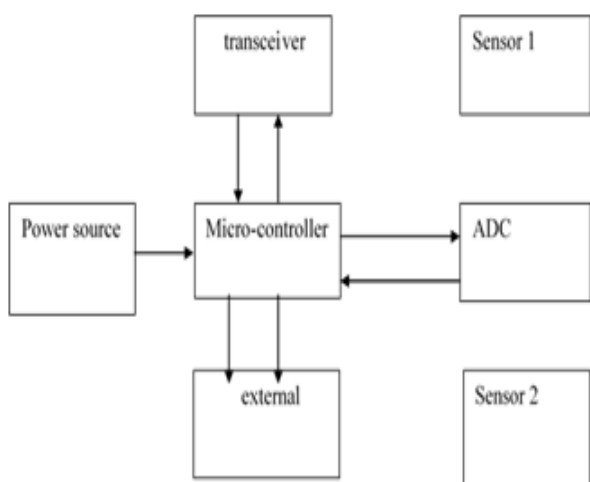 transceiver
Sensor 1
Power source
Micro-controller
ADC
external
Sensor 2